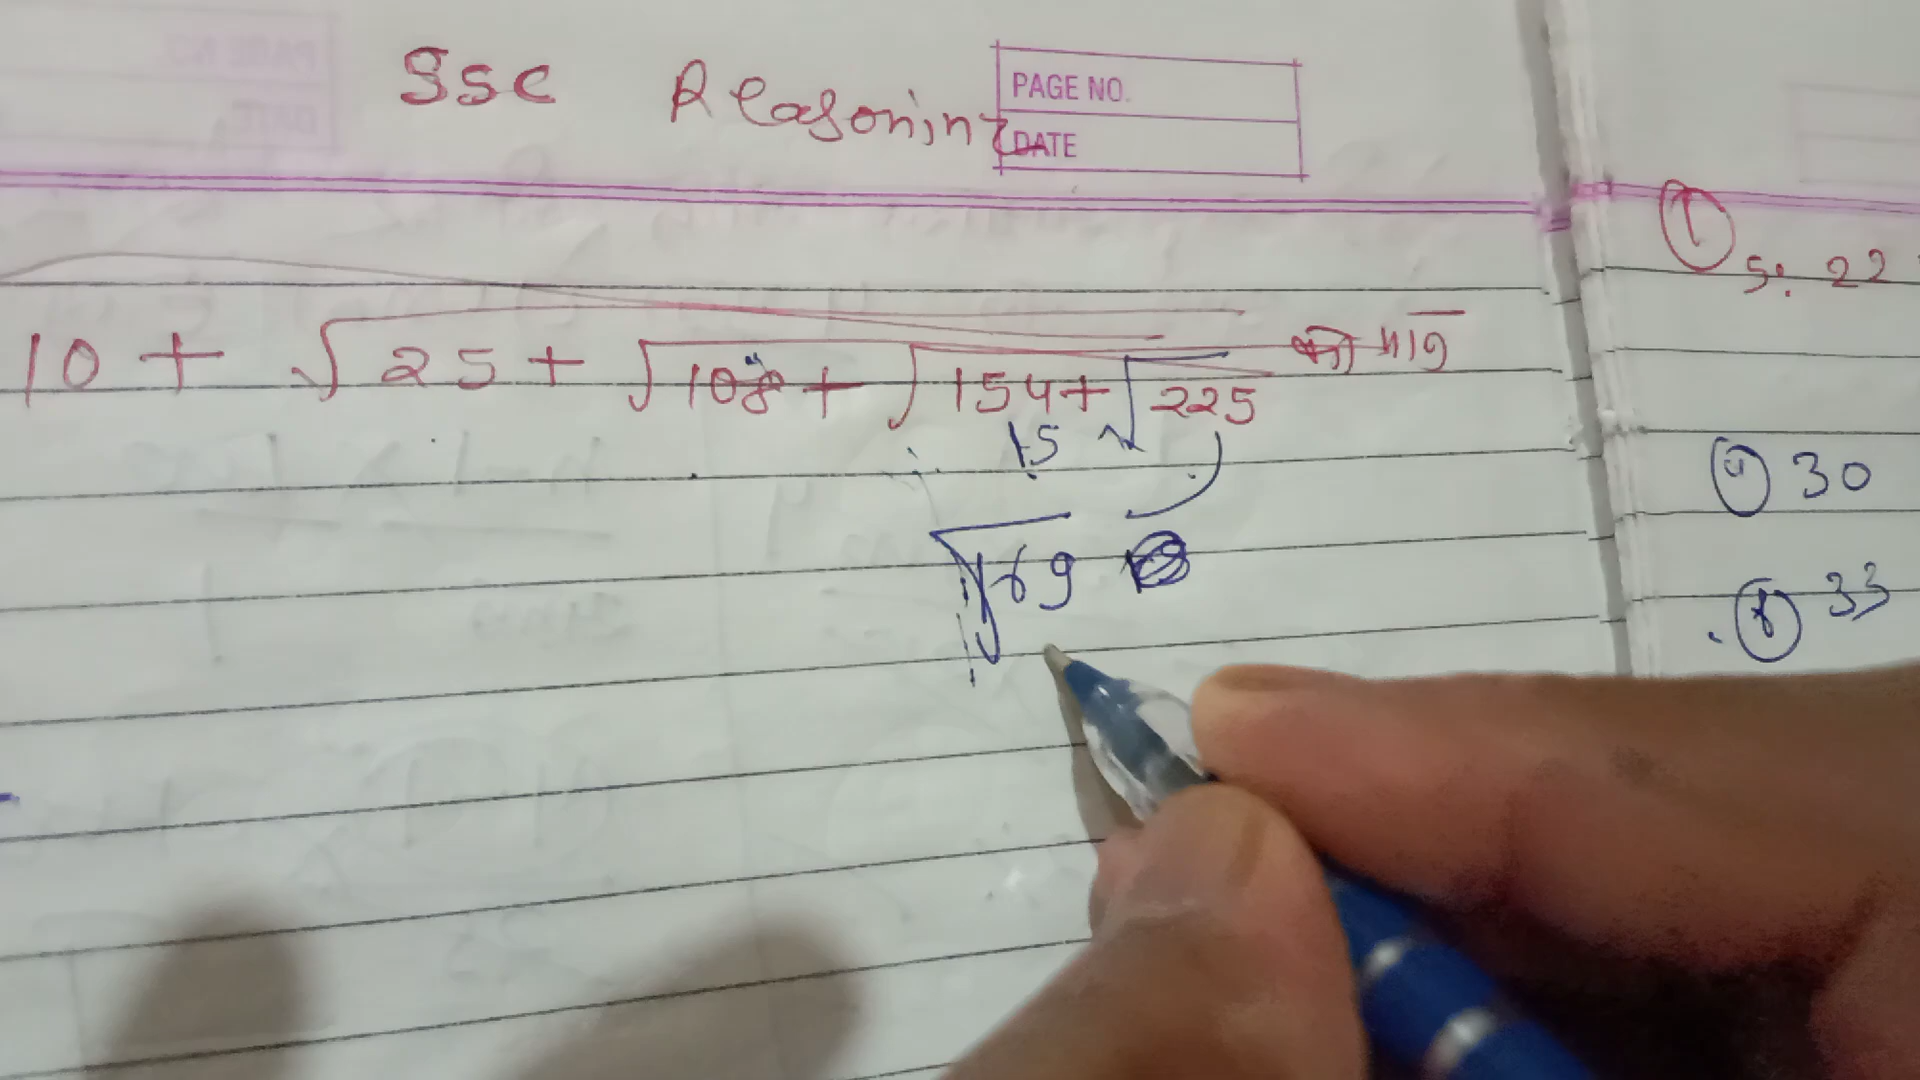 SSC Reasoning
PAGE NO.
DATE
10 + √25 + √108 + √154 + √225 का मान
15 √
√169
①
5. 22
30
33